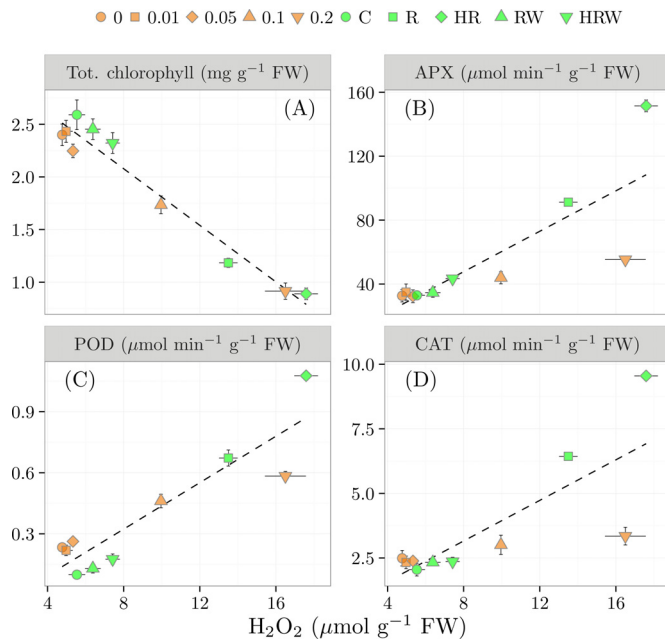 0 0.01 0.05 0.1 0.2 C R HR RW HRW
Tot. chlorophyll (mg g⁻¹ FW)
APX (μmol min⁻¹ g⁻¹ FW)
(A)
(B)
2.5
2.0
1.5
1.0
160
120
80
40
POD (μmol min⁻¹ g⁻¹ FW)
CAT (μmol min⁻¹ g⁻¹ FW)
(C)
(D)
0.9
0.6
0.3
10.0
7.5
5.0
2.5
4 8 12 16
4 8 12 16
H₂O₂ (μmol g⁻¹ FW)